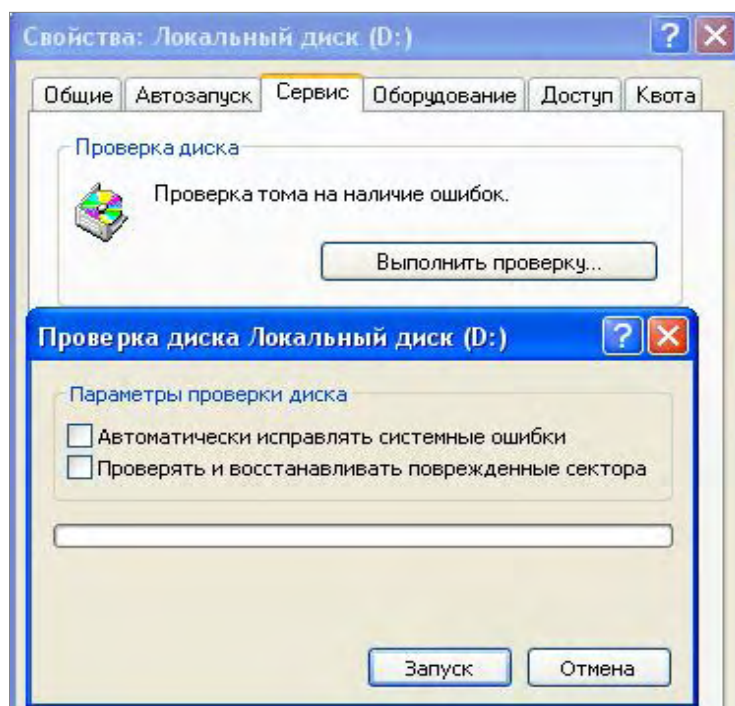 Свойства: Локальный диск (D:)
Общие Автозапуск Сервис Оборудование Доступ Квота
Проверка диска
Проверка тома на наличие ошибок.
Выполнить проверку...
Проверка диска Локальный диск (D:)
Параметры проверки диска
Автоматически исправлять системные ошибки
Проверять и восстанавливать поврежденные сектора
Запуск Отмена